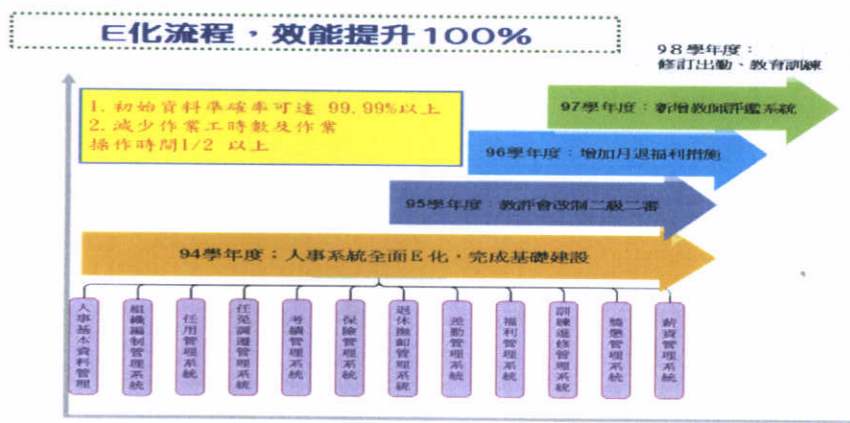 E化流程，效能提升100%
98學年度：
修訂出勤、教育訓練
1. 初始資料準確率可達 99.99%以上
2. 減少作業工時數及作業
操作時間1/2 以上
97學年度：新增教師評鑑系統
96學年度：增加月退福利措施
95學年度：教評會改制二級二審
94學年度：人事系統全面E化，完成基礎建設
人事基本資料管理
組織編制管理系統
任用管理系統
任免調遷管理系統
考績管理系統
保險管理系統
退休撫卹管理系統
差勤管理系統
福利管理系統
訓練進修管理系統
獎懲管理系統
薪資管理系統